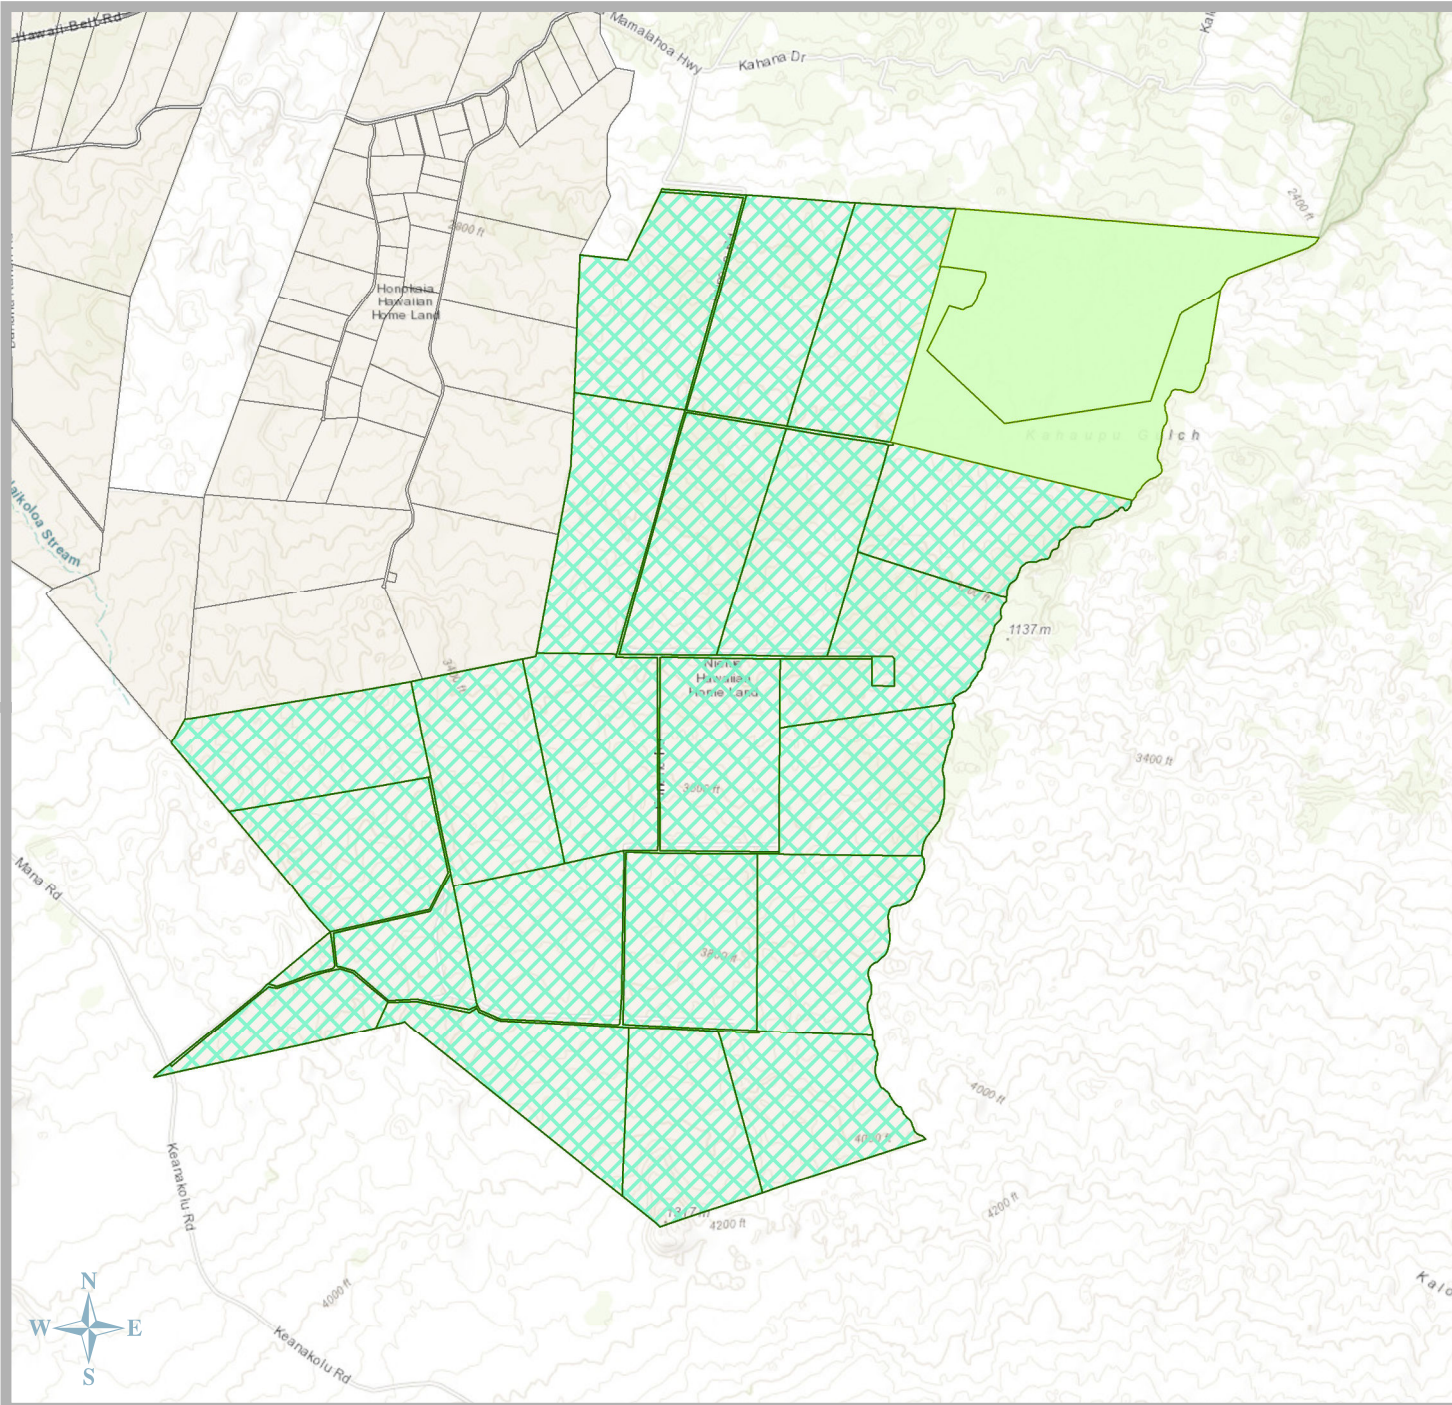 Hawaii Belt Rd
Mamalahoa Hwy
Kahana Dr
2400 ft
Honokaia
Hawaiian
Home Land
Kahaupu Gulch
1137 m
Hawaiian
Home Land
3400 ft
3600 ft
3800 ft
Mana Rd
4000 ft
4000 ft
Keanakolu Rd
1317 m
4200 ft
4200 ft
4000 ft
Keanakolu Rd
N
W E
S
Stream